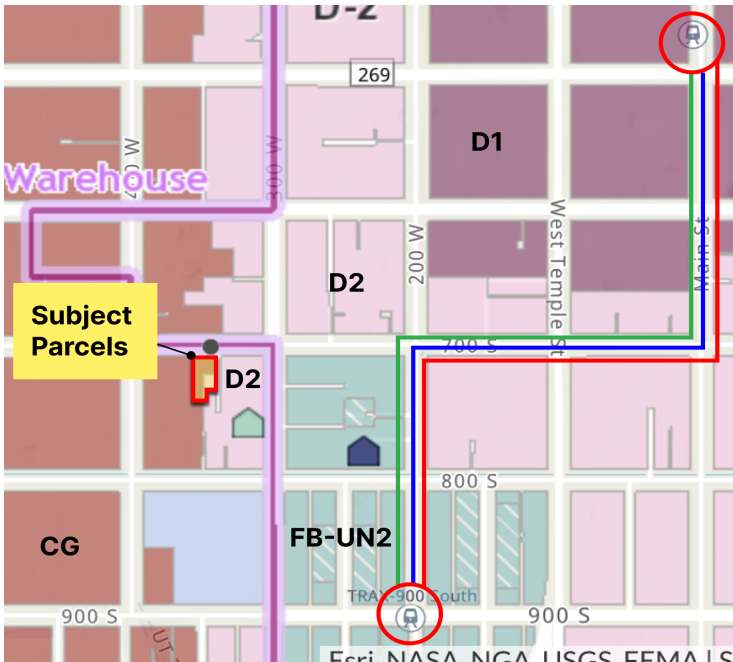 D-2
269
D1
300 W
W
Warehouse
200 W
West Temple St
Main St
D2
Subject
Parcels
700 S
D2
800 S
CG
FB-UN2
TRAX-900 South
900 S
900 S
UT
Esri, NASA, NGA, USGS, FEMA | S